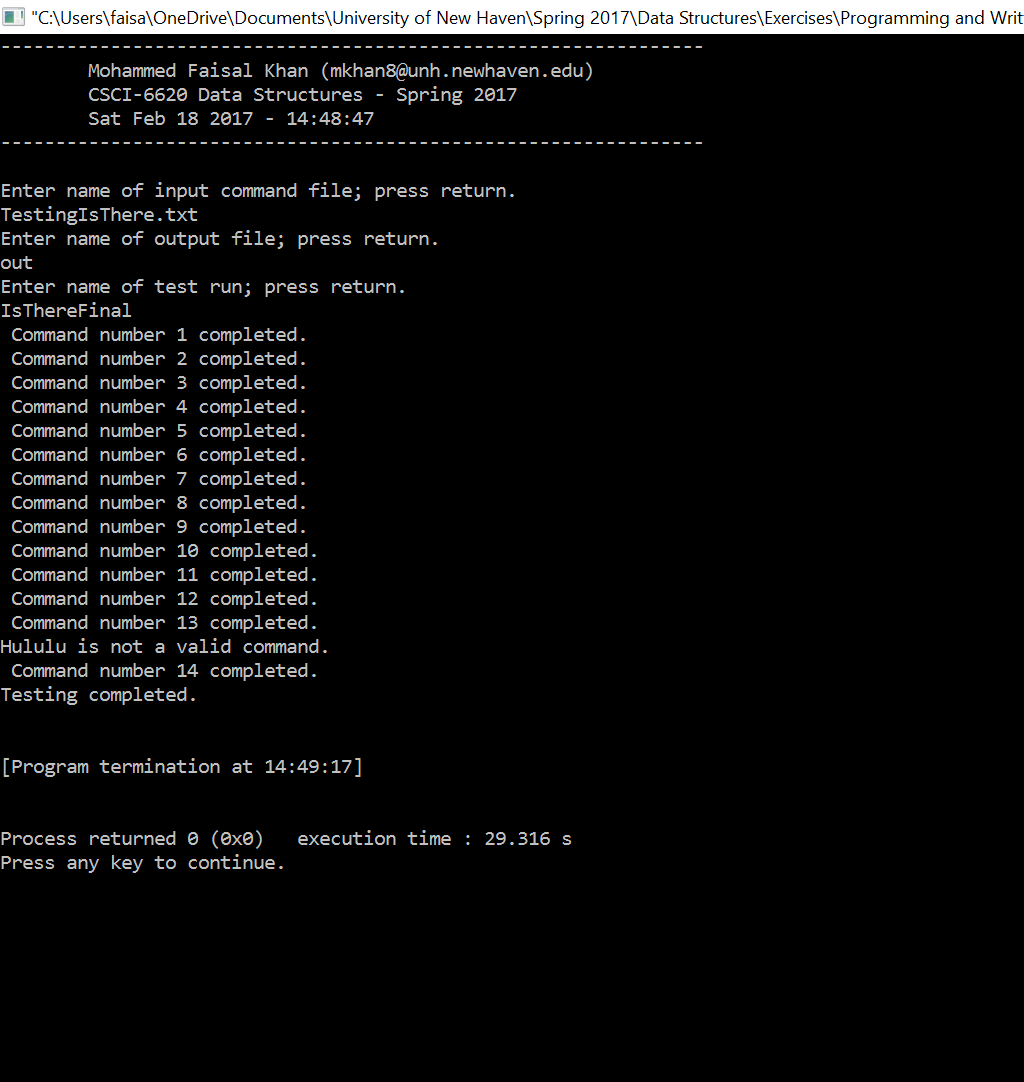 "C:\Users\faisa\OneDrive\Documents\University of New Haven\Spring 2017\Data Structures\Exercises\Programming and Writ
----------------------------------------------------------------
        Mohammed Faisal Khan (mkhan8@unh.newhaven.edu)
        CSCI-6620 Data Structures - Spring 2017
        Sat Feb 18 2017 - 14:48:47
----------------------------------------------------------------
Enter name of input command file; press return.
TestingIsThere.txt
Enter name of output file; press return.
out
Enter name of test run; press return.
IsThereFinal
 Command number 1 completed.
 Command number 2 completed.
 Command number 3 completed.
 Command number 4 completed.
 Command number 5 completed.
 Command number 6 completed.
 Command number 7 completed.
 Command number 8 completed.
 Command number 9 completed.
 Command number 10 completed.
 Command number 11 completed.
 Command number 12 completed.
 Command number 13 completed.
Hululu is not a valid command.
 Command number 14 completed.
Testing completed.
[Program termination at 14:49:17]
Process returned 0 (0x0)   execution time : 29.316 s
Press any key to continue.